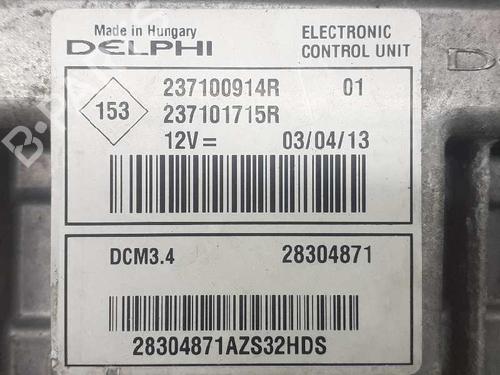 Made in Hungary
DELPHI
ELECTRONIC
CONTROL UNIT
153
237100914R 01
237101715R
12V= 03/04/13
DCM3.4 28304871
28304871AZS32HDS